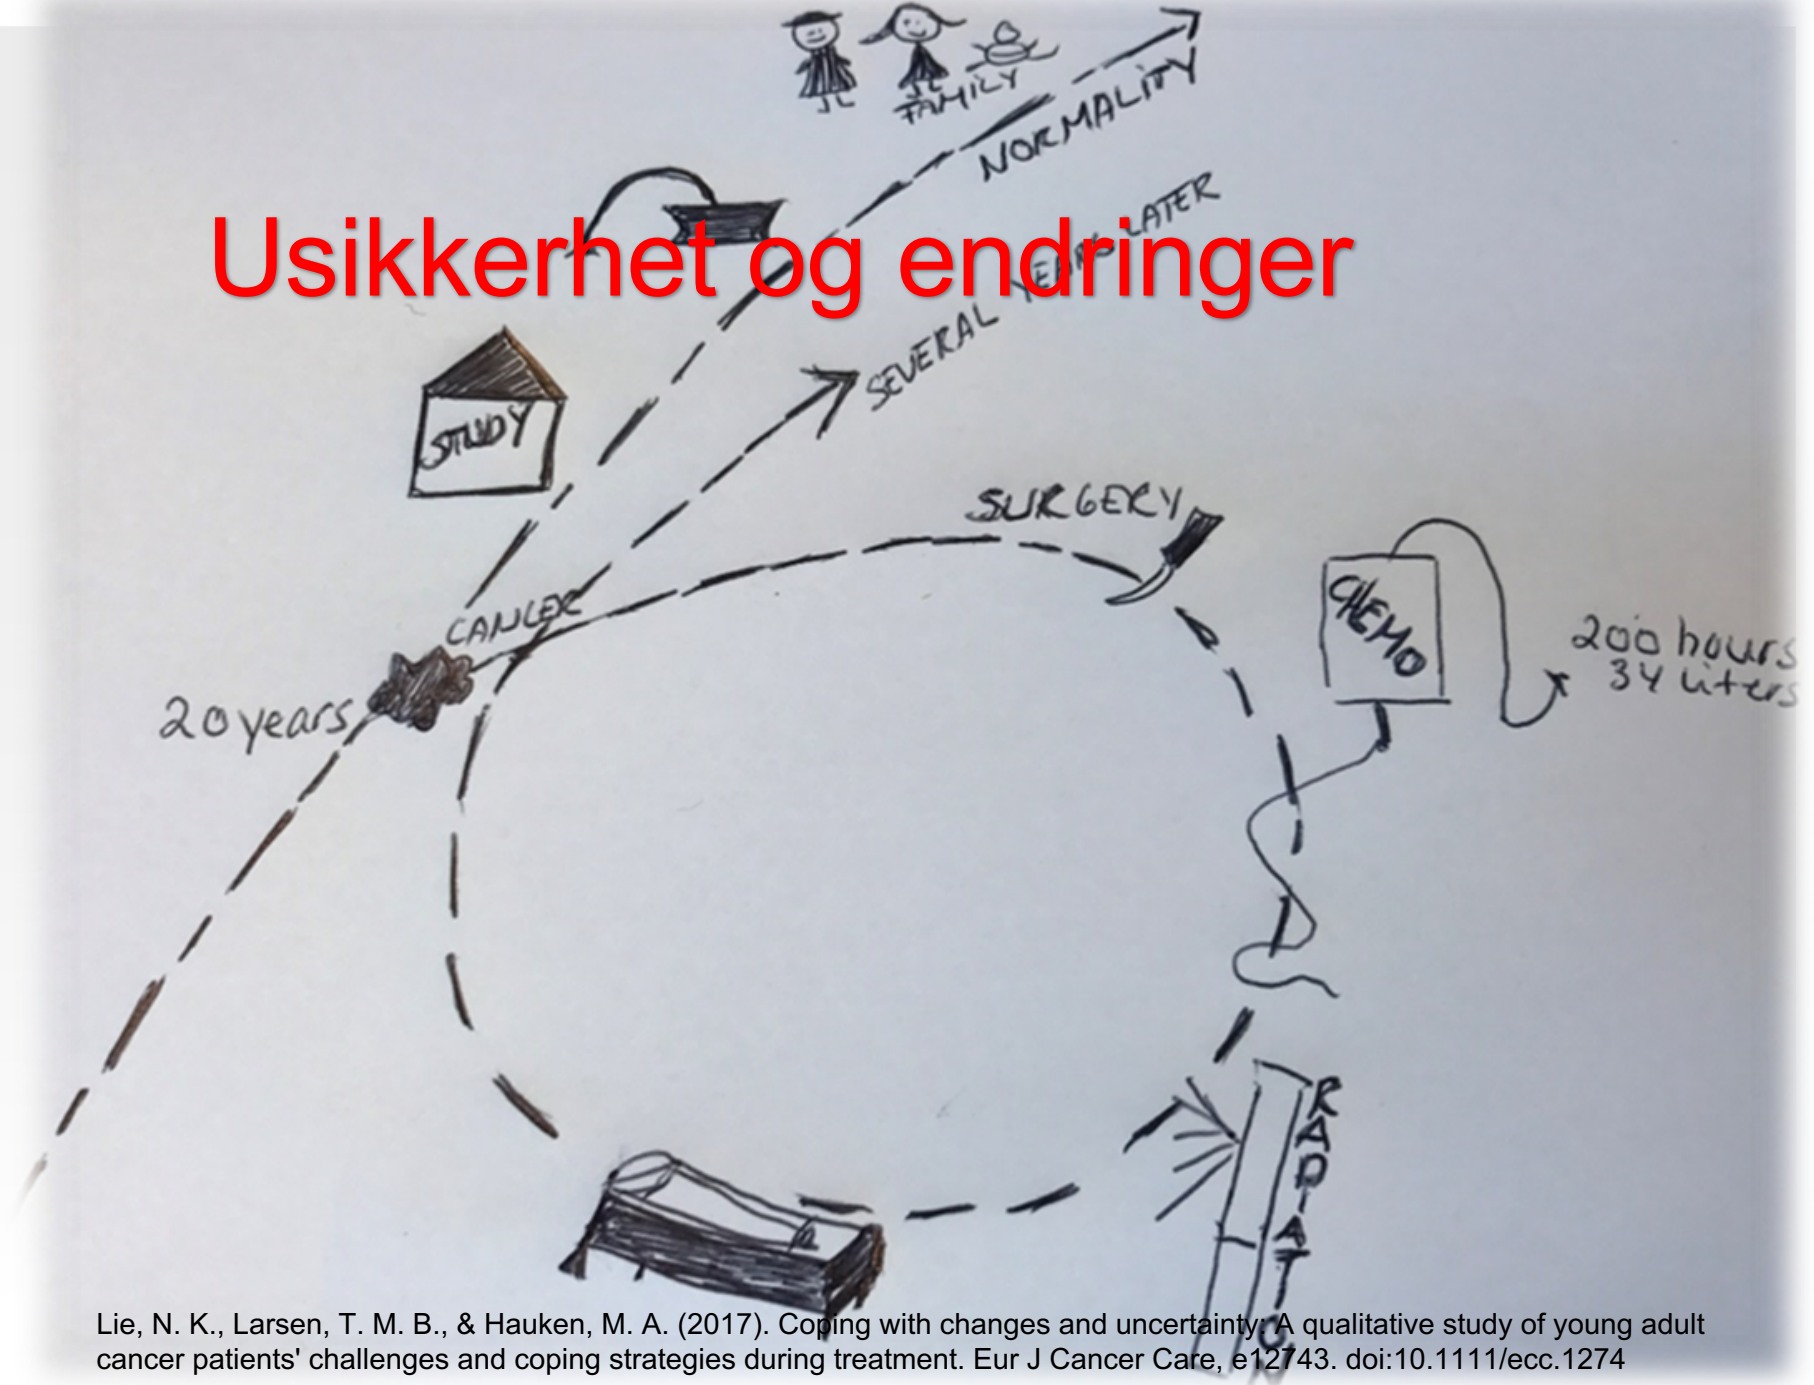 FAMILY
NORMALITY
Usikkerhet og endringer
SEVERAL YEARS LATER
STUDY
SURGERY
CHEMO
200 hours
34 liters
CANCER
20 years
RADIATION
Lie, N. K., Larsen, T. M. B., & Hauken, M. A. (2017). Coping with changes and uncertainty: A qualitative study of young adult
cancer patients' challenges and coping strategies during treatment. Eur J Cancer Care, e12743. doi:10.1111/ecc.1274